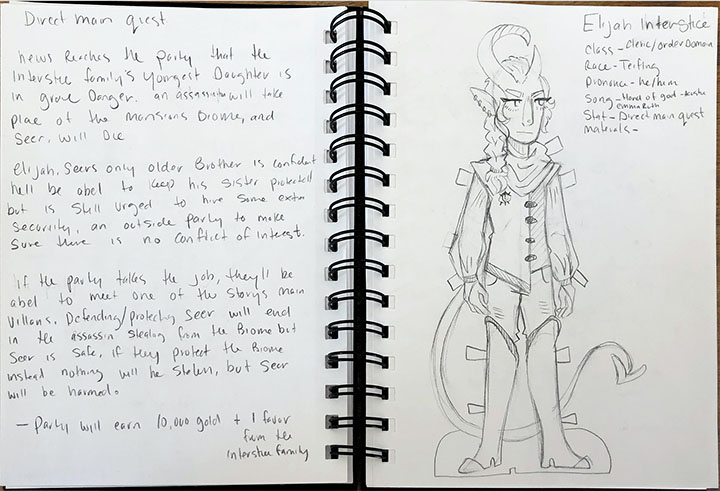 Direct main quest
news Reaches the party that the
Interstice family's Yongest Daughter is
in grave Danger. an assassin will take
place of the mansions Biome, and
Seer, will Die
Elijah, Seers only older Brother is confident
hell be abel to keep his sister protected
but is Still urged to hire some extra
Security, an outside party to make
Sure there is no conflict of interest.
if the party takes the job, they'll be
abel to meet one of the storys main
Villans. Defending/protecting Seer will end
in the assassin Stealing from the Biome but
Seer is safe, if they protect the Biome
instead nothing will be Stolen, but Seer
will be harmed.
- Party will earn 10,000 gold + 1 favor
from the
interstice family
Elijah Interstice
Class - Cleric/order Domain
Race - Teifling
Pronouns - he/him
Song - Hand of god -
Emma Ruth
Stat - Direct main quest
materials -